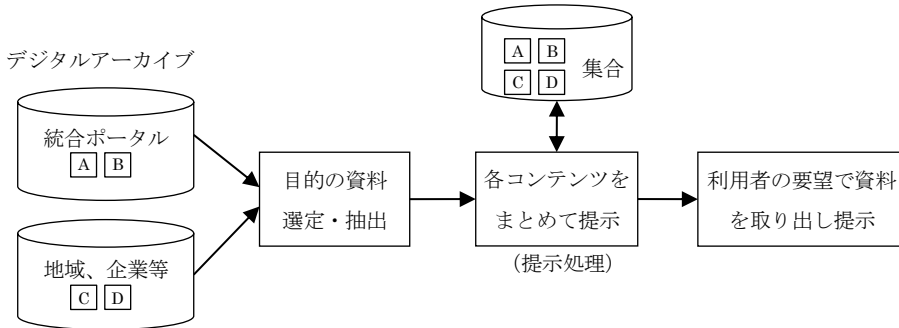 デジタルアーカイブ
統合ポータル
A B
地域、企業等
C D
目的の資料
選定・抽出
A B
C D
集合
各コンテンツを
まとめて提示
(提示処理)
利用者の要望で資料
を取り出し提示